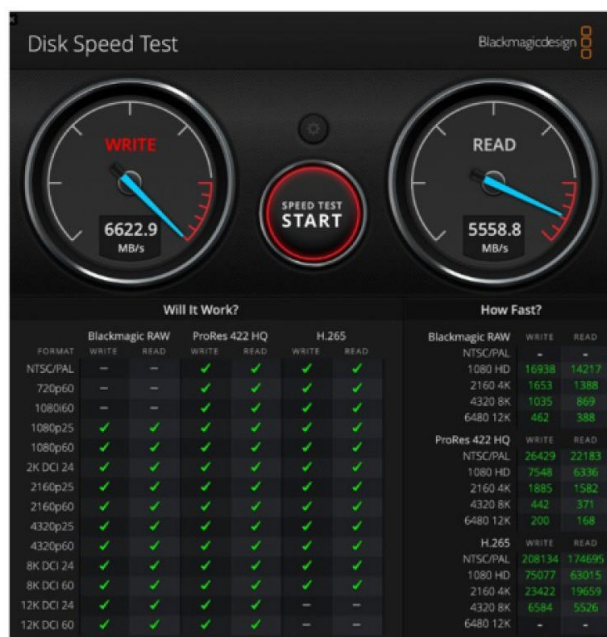 Disk Speed Test
Blackmagicdesign
WRITE
6622.9
MB/s
SPEED TEST
START
READ
5558.8
MB/s
Will It Work?
Blackmagic RAW ProRes 422 HQ H.265
FORMAT WRITE READ WRITE READ WRITE READ
NTSC/PAL – – ✓ ✓ ✓ ✓
720p60 – – ✓ ✓ ✓ ✓
1080i60 – – ✓ ✓ ✓ ✓
1080p25 ✓ ✓ ✓ ✓ ✓ ✓
1080p60 ✓ ✓ ✓ ✓ ✓ ✓
2K DCI 24 ✓ ✓ ✓ ✓ ✓ ✓
2160p25 ✓ ✓ ✓ ✓ ✓ ✓
2160p60 ✓ ✓ ✓ ✓ ✓ ✓
4320p25 ✓ ✓ ✓ ✓ ✓ ✓
4320p60 ✓ ✓ ✓ ✓ ✓ ✓
8K DCI 24 ✓ ✓ ✓ ✓ ✓ ✓
8K DCI 60 ✓ ✓ ✓ ✓ ✓ ✓
12K DCI 24 ✓ ✓ ✓ ✓ – –
12K DCI 60 ✓ ✓ ✓ ✓ – –
How Fast?
Blackmagic RAW WRITE READ
NTSC/PAL - -
1080 HD 16938 14217
2160 4K 1653 1388
4320 8K 1035 869
6480 12K 462 388
ProRes 422 HQ WRITE READ
NTSC/PAL 26429 22183
1080 HD 7548 6336
2160 4K 1885 1582
4320 8K 442 371
6480 12K 200 168
H.265 WRITE READ
NTSC/PAL 208134 174695
1080 HD 75077 63015
2160 4K 23422 19659
4320 8K 6584 5526
6480 12K - -